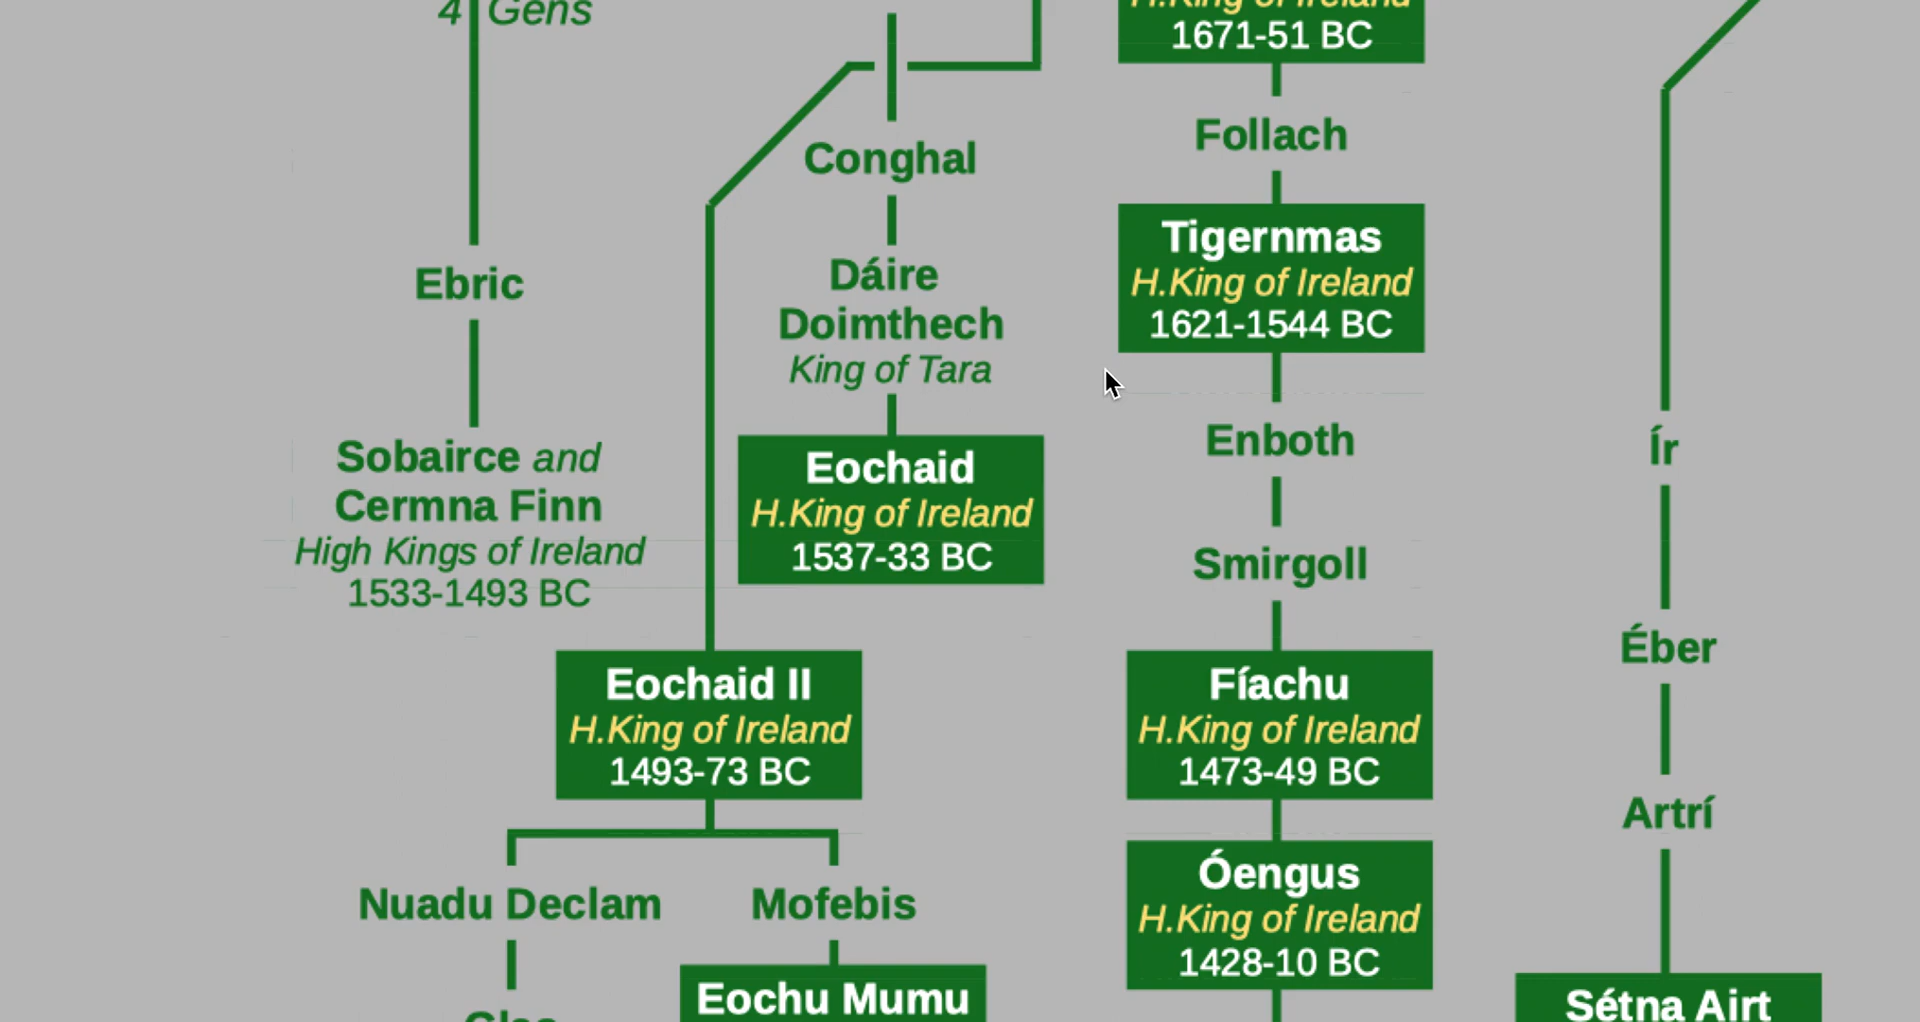 4 Gens
H.King of Ireland
1671-51 BC
Follach
Conghal
Tigernmas
H.King of Ireland
1621-1544 BC
Ebric
Dáire
Doimthech
King of Tara
Enboth
Ír
Sobairce and
Cermna Finn
High Kings of Ireland
1533-1493 BC
Eochaid
H.King of Ireland
1537-33 BC
Smirgoll
Éber
Eochaid II
H.King of Ireland
1493-73 BC
Fíachu
H.King of Ireland
1473-49 BC
Artrí
Nuadu Declam
Mofebis
Óengus
H.King of Ireland
1428-10 BC
Eochu Mumu
Sétna Airt